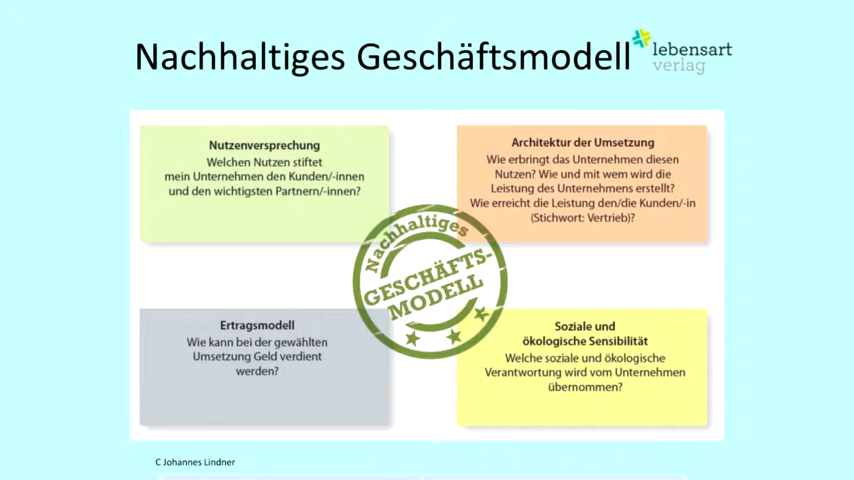 Nachhaltiges Geschäftsmodell
lebensart
verlag
Nutzenversprechung
Welchen Nutzen stiftet
mein Unternehmen den Kunden/-innen
und den wichtigsten Partnern/-innen?
Architektur der Umsetzung
Wie erbringt das Unternehmen diesen
Nutzen? Wie und mit wem wird die
Leistung des Unternehmens erstellt?
Wie erreicht die Leistung den/die Kunden/-in
(Stichwort: Vertrieb)?
Nachhaltiges
GESCHÄFTS-
MODELL
Ertragsmodell
Wie kann bei der gewählten
Umsetzung Geld verdient
werden?
Soziale und
ökologische Sensibilität
Welche soziale und ökologische
Verantwortung wird vom Unternehmen
übernommen?
C Johannes Lindner